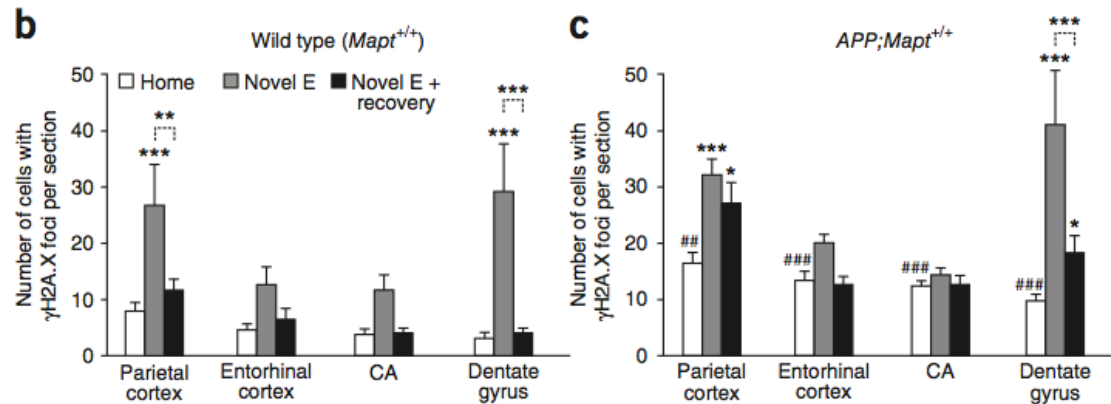 b
Wild type (Mapt+/+)
Home
Novel E
Novel E +
recovery
Number of cells with
γH2A.X foci per section
50
40
30
20
10
0
***
**
***
***
Parietal
cortex
Entorhinal
cortex
CA
Dentate
gyrus
c
APP;Mapt+/+
Number of cells with
γH2A.X foci per section
50
40
30
20
10
0
##
***
*
###
###
###
***
***
*
Parietal
cortex
Entorhinal
cortex
CA
Dentate
gyrus